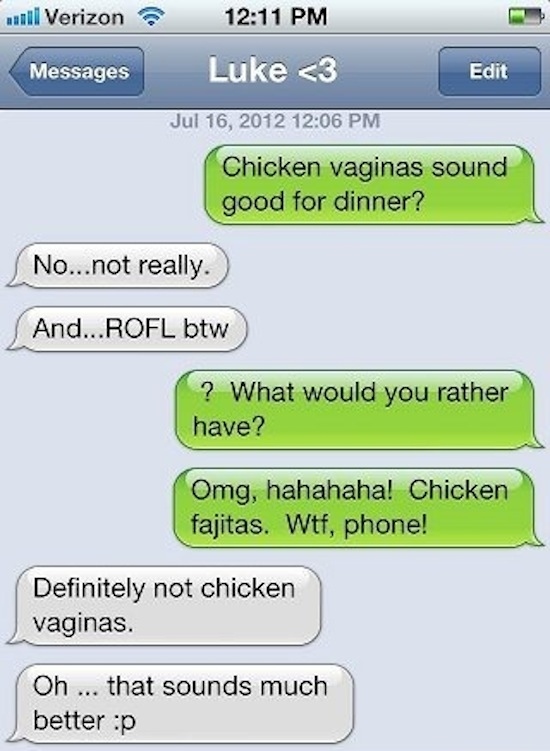 Verizon 12:11 PM
Messages Luke <3 Edit
Jul 16, 2012 12:06 PM
Chicken vaginas sound
good for dinner?
No...not really.
And...ROFL btw
? What would you rather
have?
Omg, hahahaha! Chicken
fajitas. Wtf, phone!
Definitely not chicken
vaginas.
Oh ... that sounds much
better :p